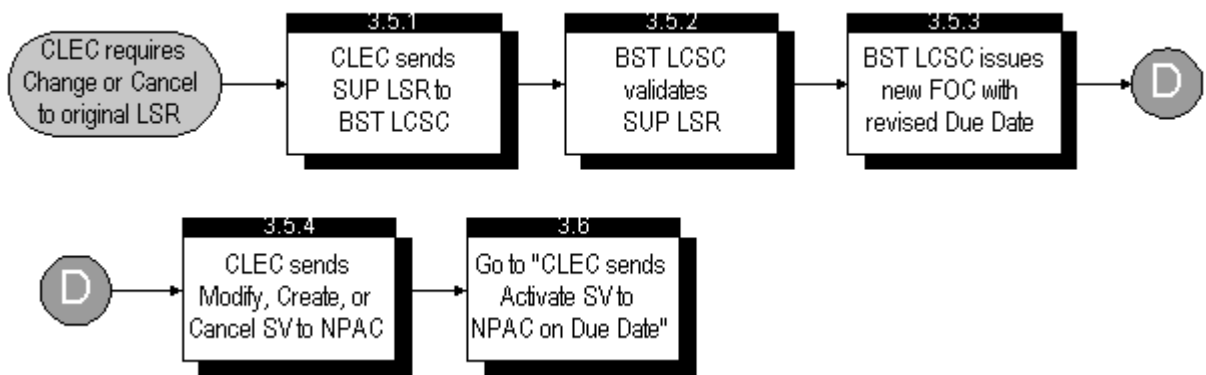 CLEC requires
Change or Cancel
to original LSR
3.5.1
CLEC sends
SUP LSR to
BST LCSC
3.5.2
BST LCSC
validates
SUP LSR
3.5.3
BST LCSC issues
new FOC with
revised Due Date
D
D
3.5.4
CLEC sends
Modify, Create, or
Cancel SV to NPAC
3.6
Go to "CLEC sends
Activate SV to
NPAC on Due Date"